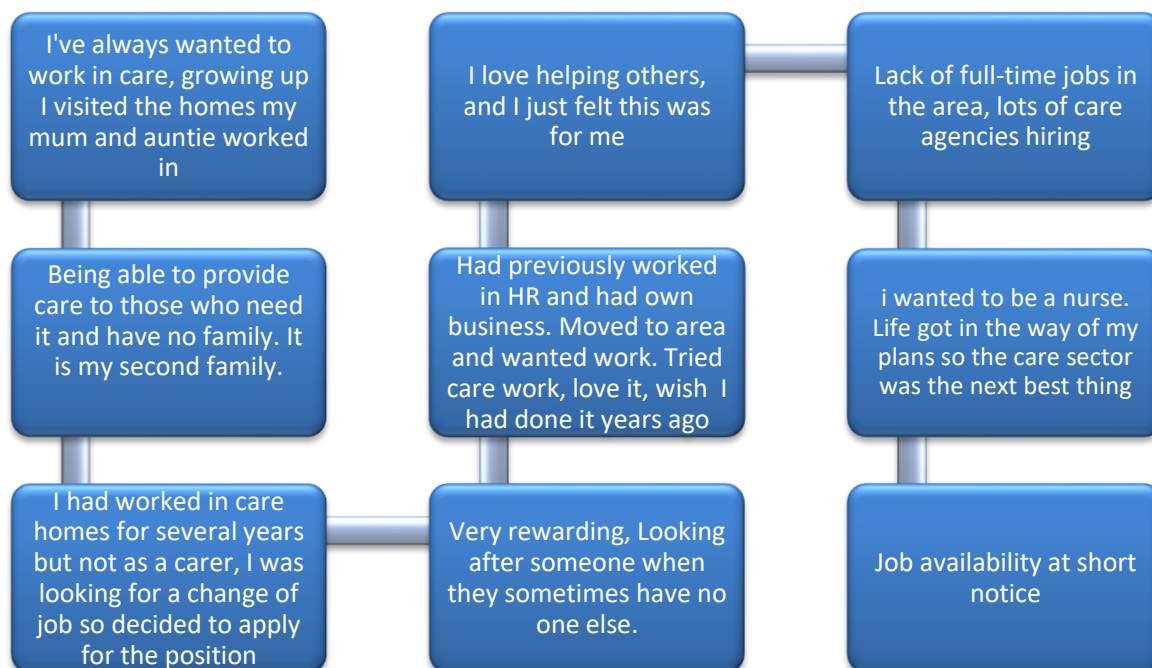 I've always wanted to
work in care, growing up
I visited the homes my
mum and auntie worked
in
Being able to provide
care to those who need
it and have no family. It
is my second family.
I had worked in care
homes for several years
but not as a carer, I was
looking for a change of
job so decided to apply
for the position
Very rewarding, Looking
after someone when
they sometimes have no
one else.
Had previously worked
in HR and had own
business. Moved to area
and wanted work. Tried
care work, love it, wish I
had done it years ago
I love helping others,
and I just felt this was
for me
Lack of full-time jobs in
the area, lots of care
agencies hiring
i wanted to be a nurse.
Life got in the way of my
plans so the care sector
was the next best thing
Job availability at short
notice